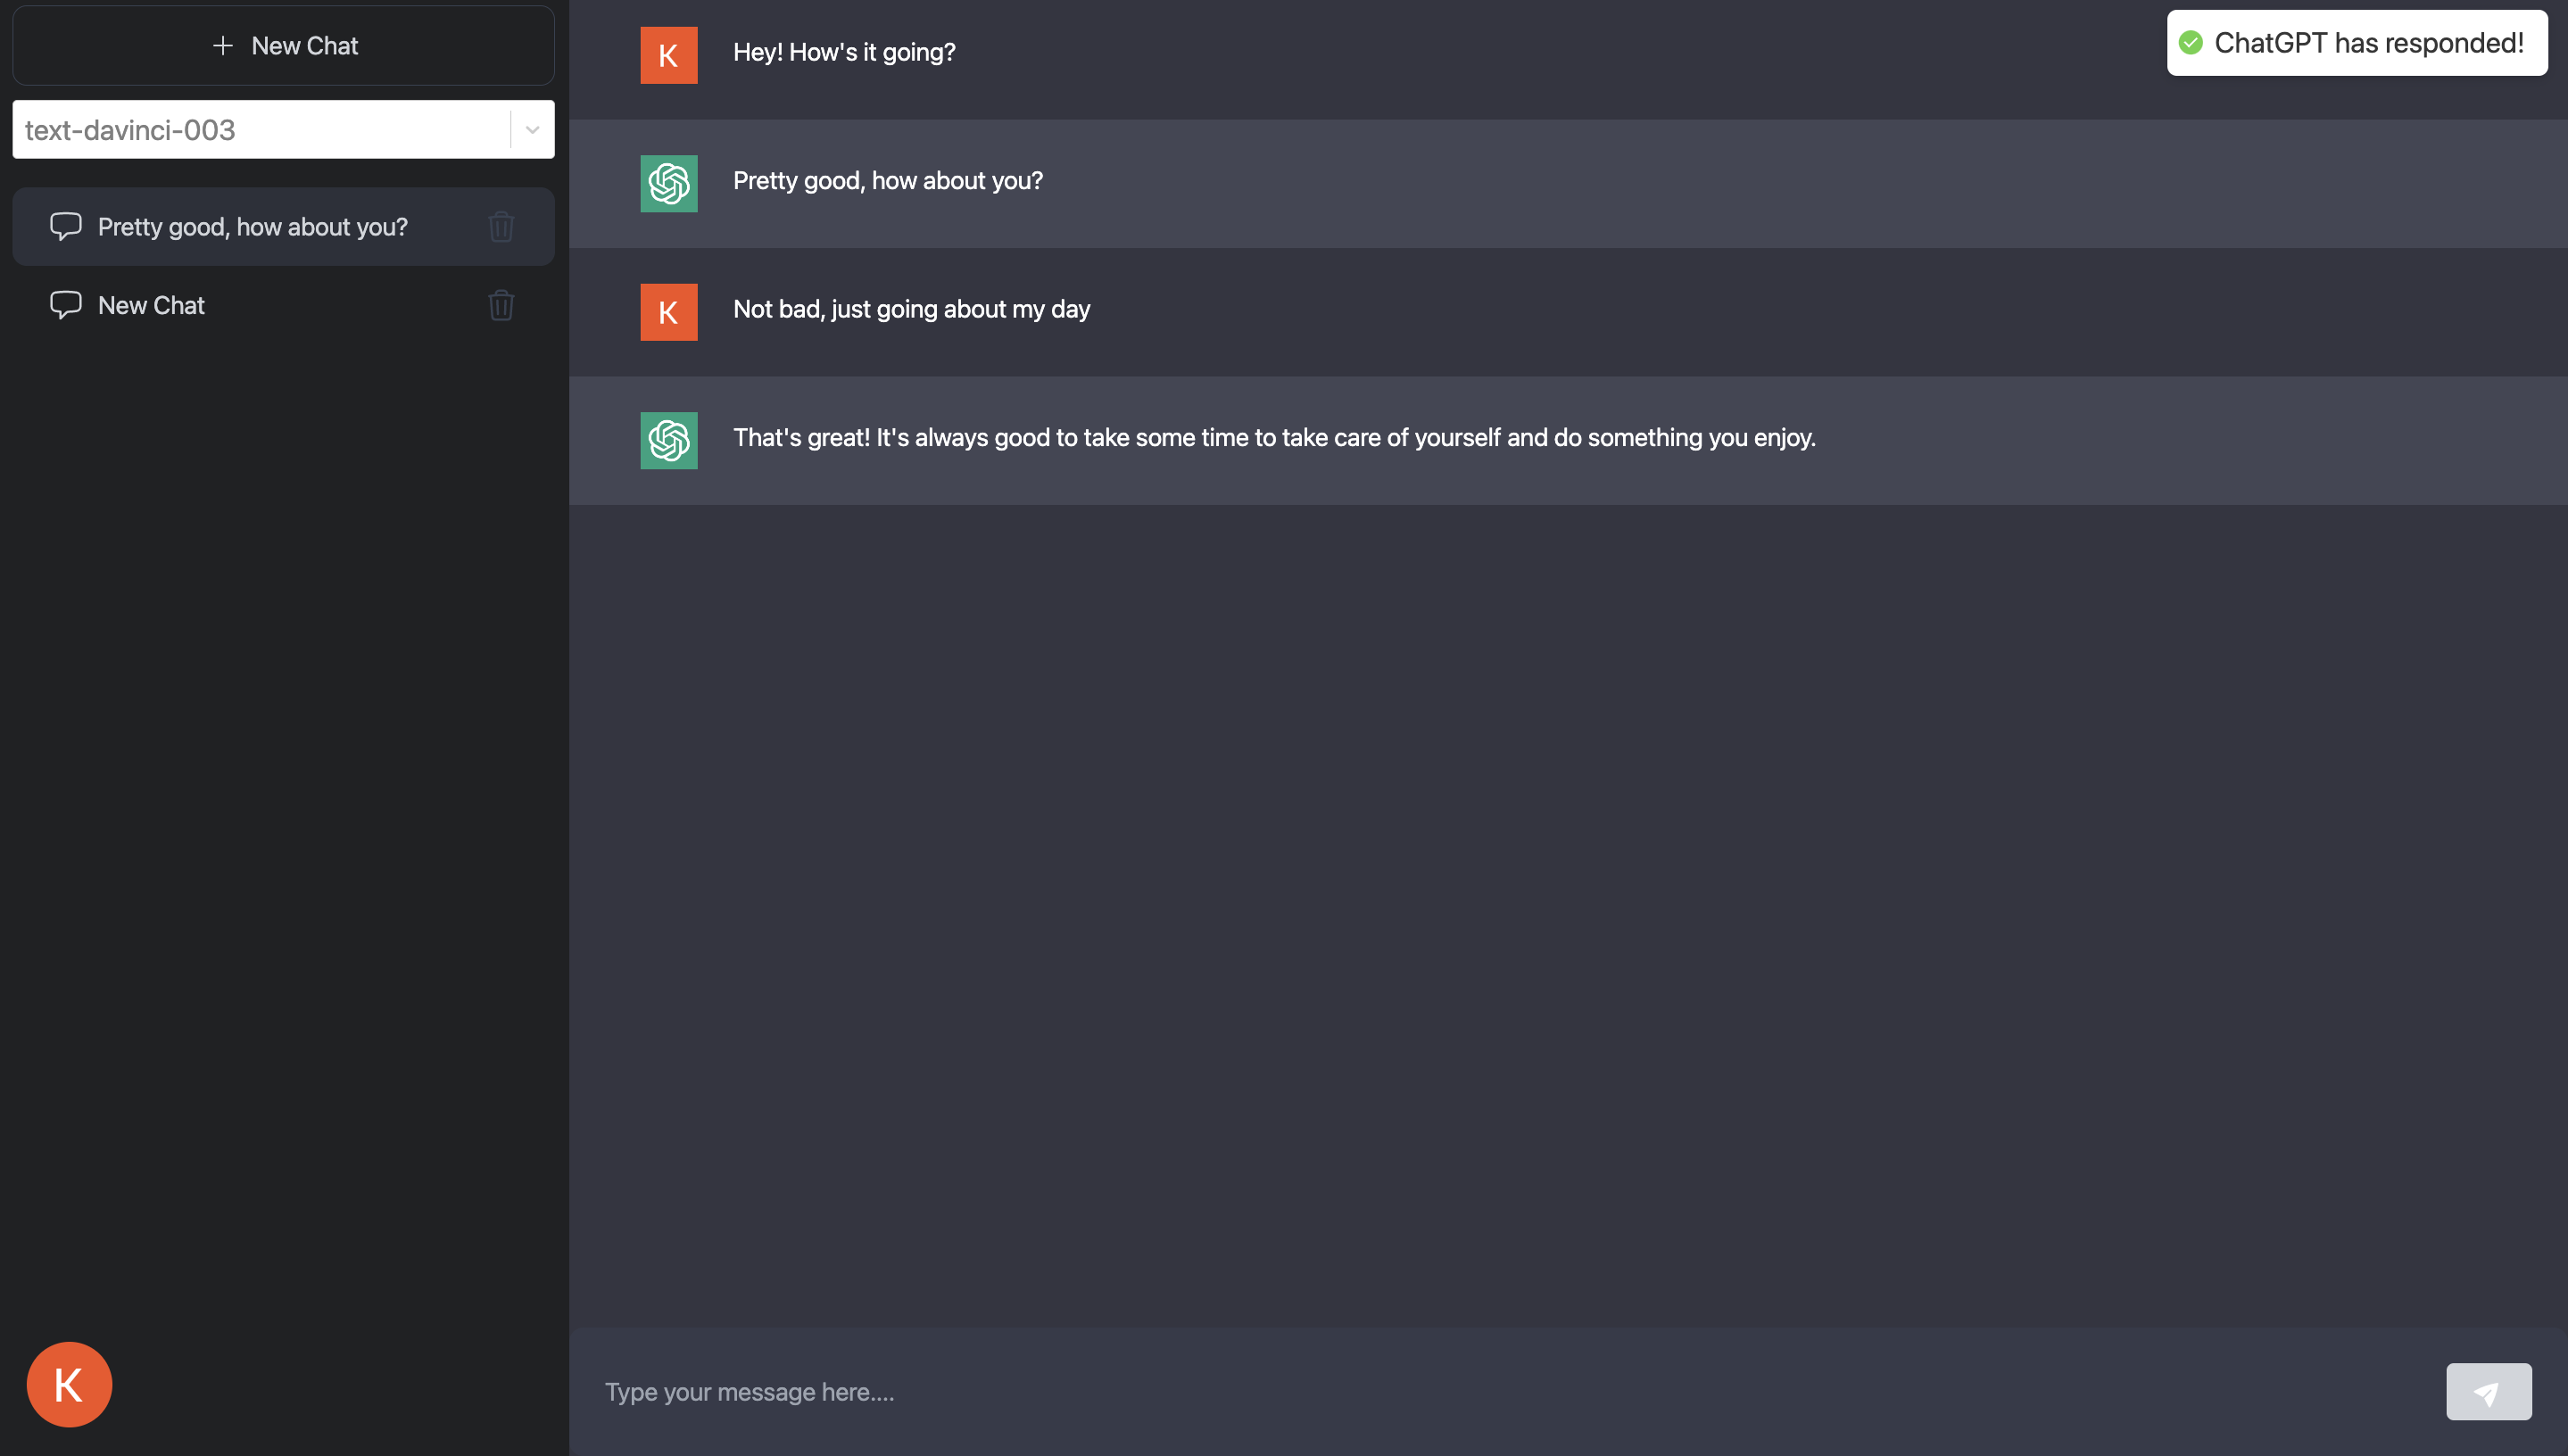 New Chat
text-davinci-003
Pretty good, how about you?
New Chat
K
K
Hey! How's it going?
Pretty good, how about you?
K
Not bad, just going about my day
That's great! It's always good to take some time to take care of yourself and do something you enjoy.
Type your message here....
ChatGPT has responded!